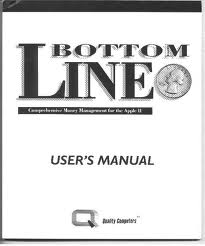 BOTTOM
LINE
Comprehensive Money Management for the Apple II
USER'S MANUAL
Q
Quality Computers